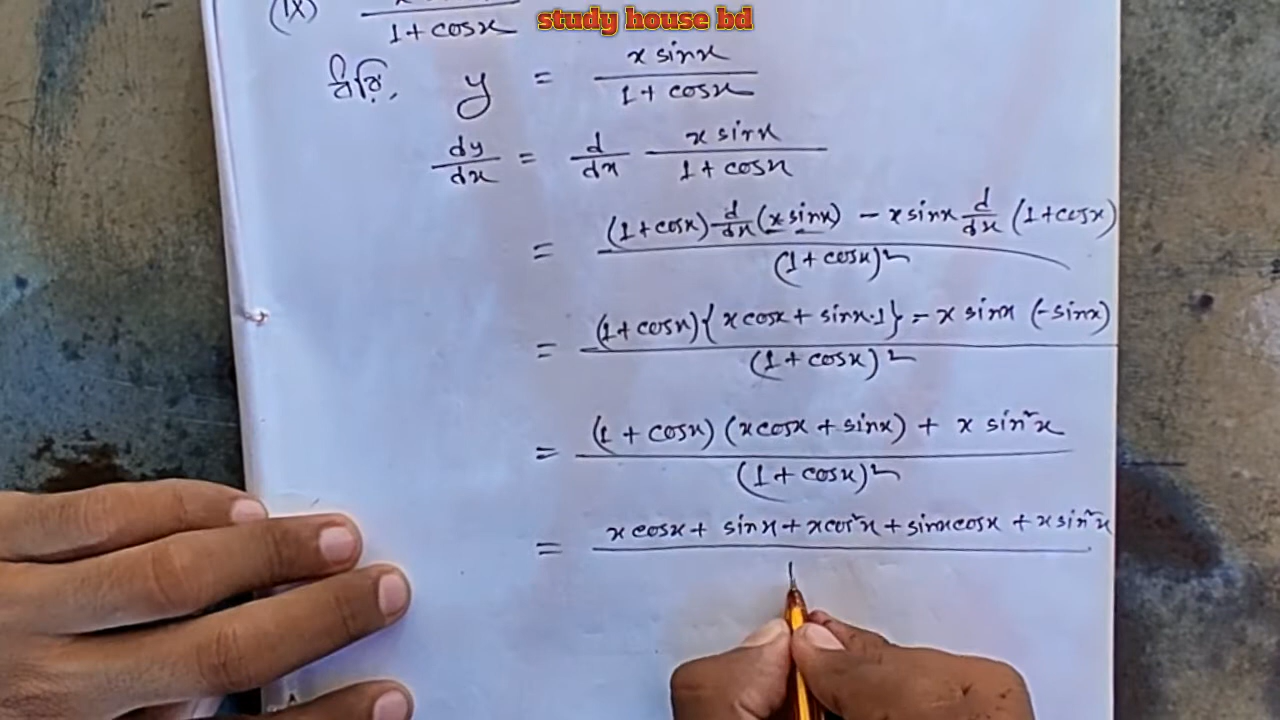 study house bd
(ix) 1 + cosx
ধরি, y = x sinx / 1 + cosx
dy/dx = d/dx x sinx / 1 + cosx
= (1 + cosx) d/dx (x sinx) - x sinx d/dx (1 + cosx) / (1 + cosx)²
= (1 + cosx) {x cosx + sinx·1} - x sinx (-sinx) / (1 + cosx)²
= (1 + cosx) (x cosx + sinx) + x sin²x / (1 + cosx)²
= x cosx + sinx + x cos²x + sinx cosx + x sin²x